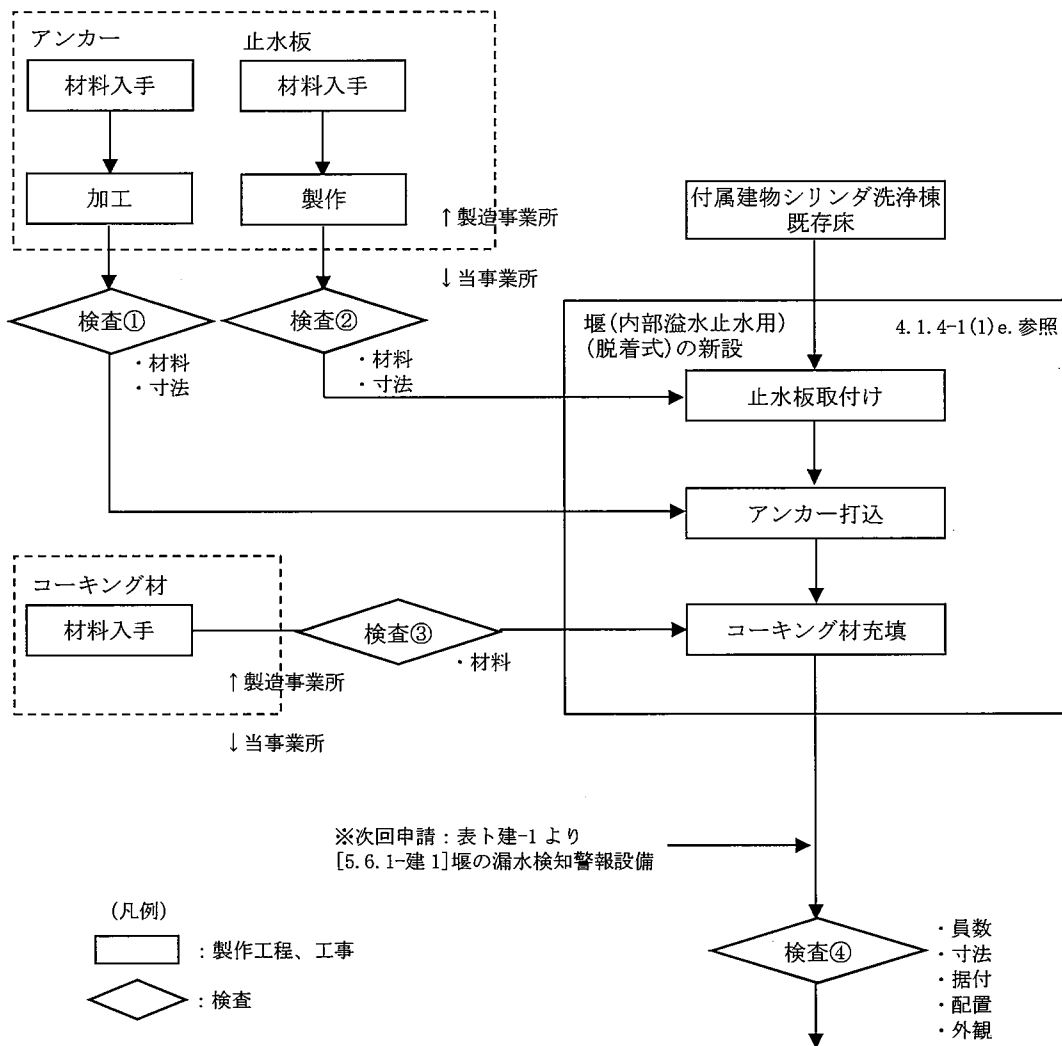 アンカー
止水板
材料入手
材料入手
加工
製作
↑製造事業所
↓当事業所
検査①
・材料
・寸法
検査②
・材料
・寸法
付属建物シリンダ洗浄棟
既存床
堰(内部溢水止水用)
(脱着式)の新設
4.1.4-1(1)e.参照
止水板取付け
アンカー打込
コーキング材
材料入手
検査③
・材料
コーキング材充填
↑製造事業所
↓当事業所
※次回申請：表ト建-1 より
[5.6.1-建 1]堰の漏水検知警報設備
検査④
・員数
・寸法
・据付
・配置
・外観
(凡例)
：製作工程、工事
：検査